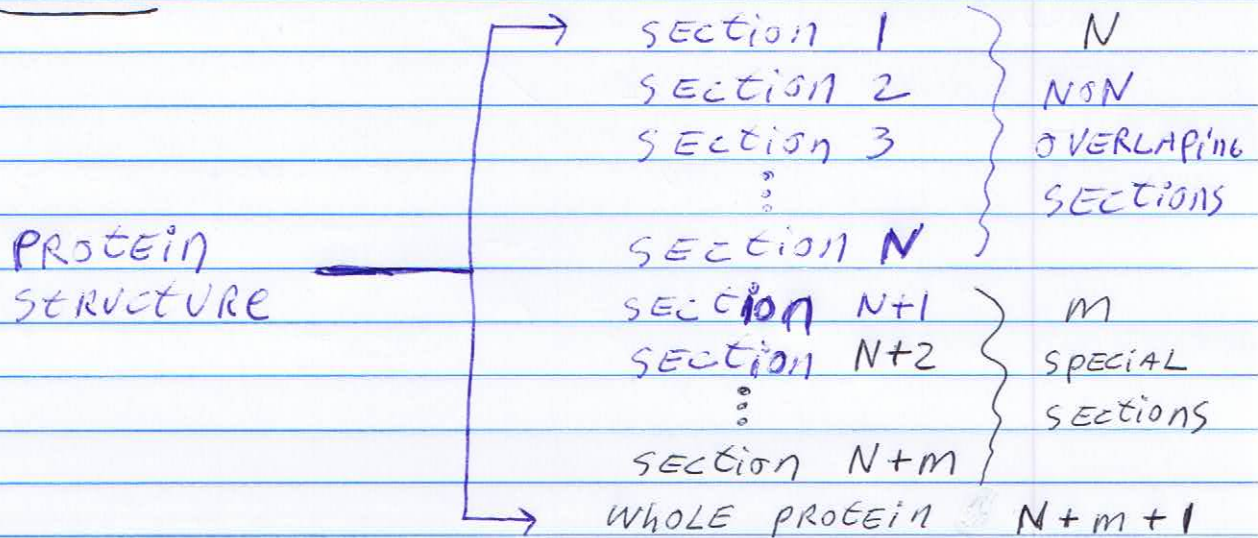 SECTION 1 N
SECTION 2 NON
SECTION 3 OVERLAPING
SECTIONS
PROTEIN SECTION N
STRUCTURE SECTION N+1 m
SECTION N+2 SPECIAL
SECTIONS
SECTION N+m
WHOLE PROTEIN N+m+1